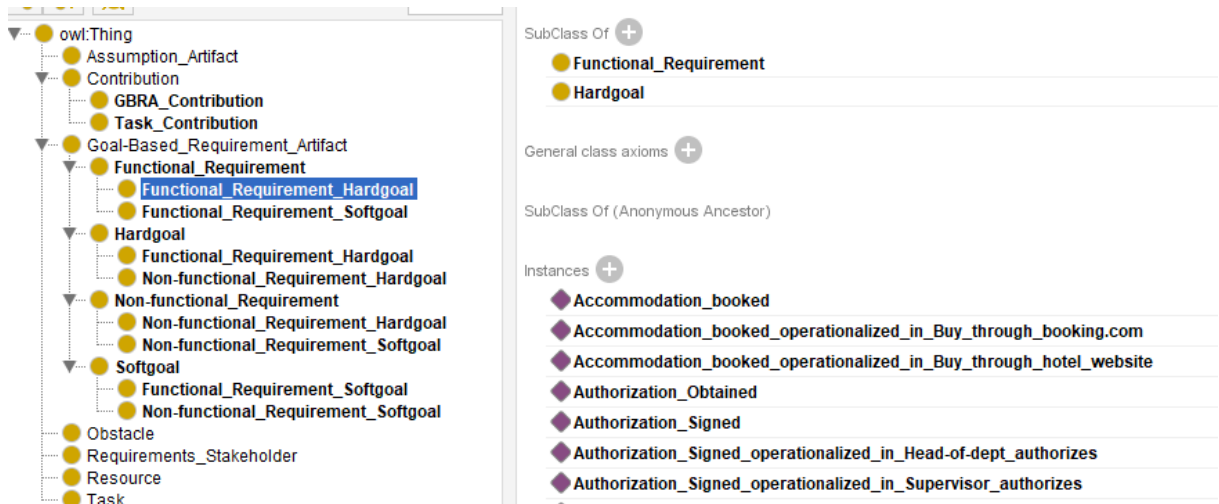 owl:Thing
Assumption_Artifact
Contribution
GBRA_Contribution
Task_Contribution
Goal-Based_Requirement_Artifact
Functional_Requirement
Functional_Requirement_Hardgoal
Functional_Requirement_Softgoal
Hardgoal
Functional_Requirement_Hardgoal
Non-functional_Requirement_Hardgoal
Non-functional_Requirement
Non-functional_Requirement_Hardgoal
Non-functional_Requirement_Softgoal
Softgoal
Functional_Requirement_Softgoal
Non-functional_Requirement_Softgoal
Obstacle
Requirements_Stakeholder
Resource
Task
SubClass Of
Functional_Requirement
Hardgoal
General class axioms
SubClass Of (Anonymous Ancestor)
Instances
Accommodation_booked
Accommodation_booked_operationalized_in_Buy_through_booking.com
Accommodation_booked_operationalized_in_Buy_through_hotel_website
Authorization_Obtained
Authorization_Signed
Authorization_Signed_operationalized_in_Head-of-dept_authorizes
Authorization_Signed_operationalized_in_Supervisor_authorizes